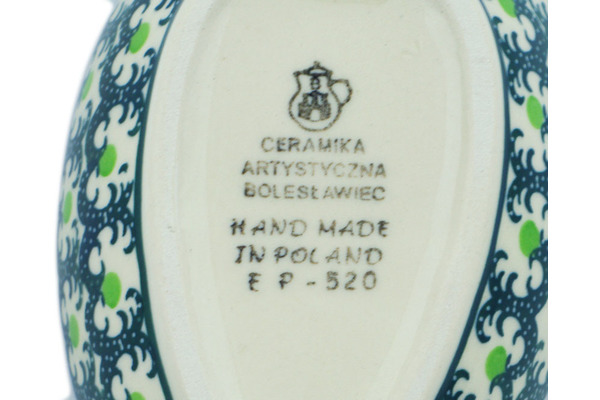 CERAMIKA
ARTYSTYCZNA
BOLESŁAWIEC
HAND MADE
IN POLAND
E P - 520